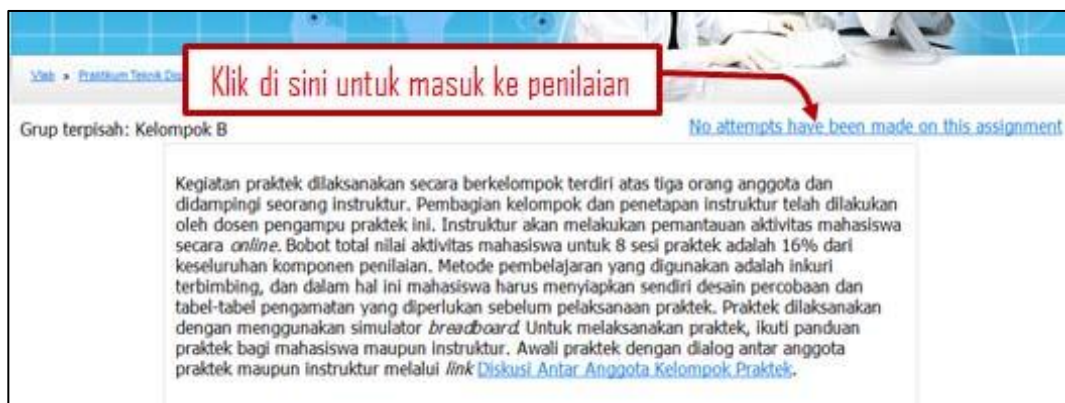 Klik di sini untuk masuk ke penilaian
Vlab ▸ Praktikum Teknik
Grup terpisah: Kelompok B
No attempts have been made on this assignment
Kegiatan praktek dilaksanakan secara berkelompok terdiri atas tiga orang anggota dan
didampingi seorang instruktur. Pembagian kelompok dan penetapan instruktur telah dilakukan
oleh dosen pengampu praktek ini. Instruktur akan melakukan pemantauan aktivitas mahasiswa
secara online. Bobot total nilai aktivitas mahasiswa untuk 8 sesi praktek adalah 16% dari
keseluruhan komponen penilaian. Metode pembelajaran yang digunakan adalah inkuri
terbimbing, dan dalam hal ini mahasiswa harus menyiapkan sendiri desain percobaan dan
tabel-tabel pengamatan yang diperlukan sebelum pelaksanaan praktek. Praktek dilaksanakan
dengan menggunakan simulator breadboard. Untuk melaksanakan praktek, ikuti panduan
praktek bagi mahasiswa maupun instruktur. Awali praktek dengan dialog antar anggota
praktek maupun instruktur melalui link Diskusi Antar Anggota Kelompok Praktek.